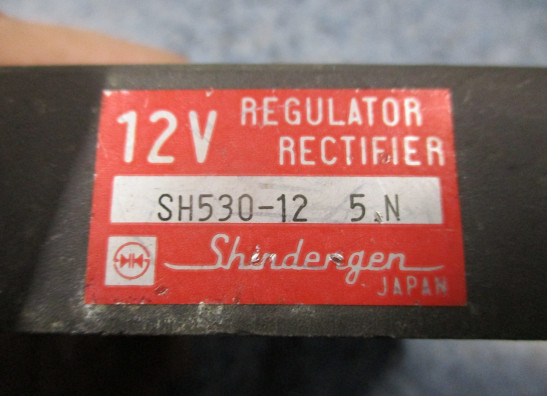 12V REGULATOR
RECTIFIER
SH530-12 5.N
Shindengen
JAPAN